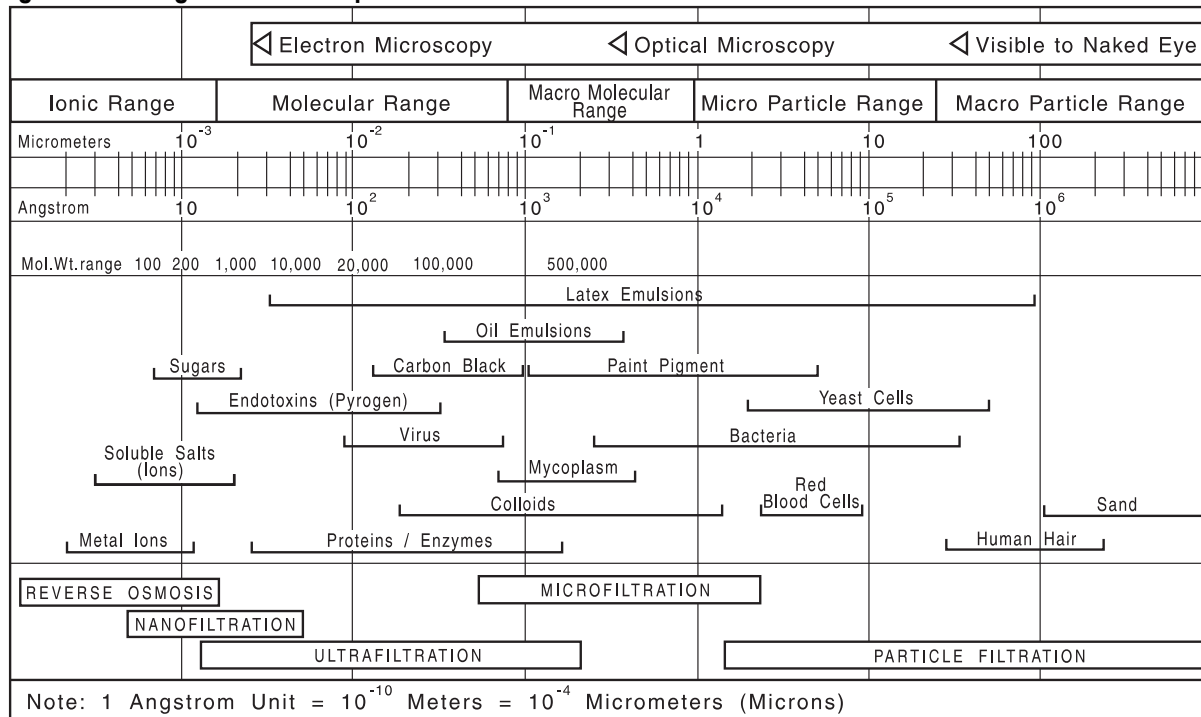 Electron Microscopy Optical Microscopy Visible to Naked Eye
Ionic Range Molecular Range Macro Molecular Range Micro Particle Range Macro Particle Range
Micrometers 10⁻³ 10⁻² 10⁻¹ 1 10 100
Angstrom 10 10² 10³ 10⁴ 10⁵ 10⁶
Mol.Wt.range 100 200 1,000 10,000 20,000 100,000 500,000
Latex Emulsions
Oil Emulsions
Sugars Carbon Black Paint Pigment
Endotoxins (Pyrogen) Yeast Cells
Virus Bacteria
Soluble Salts (Ions) Mycoplasm
Colloids Red Blood Cells Sand
Metal Ions Proteins / Enzymes Human Hair
REVERSE OSMOSIS MICROFILTRATION
NANOFILTRATION
ULTRAFILTRATION PARTICLE FILTRATION
Note: 1 Angstrom Unit = 10⁻¹⁰ Meters = 10⁻⁴ Micrometers (Microns)